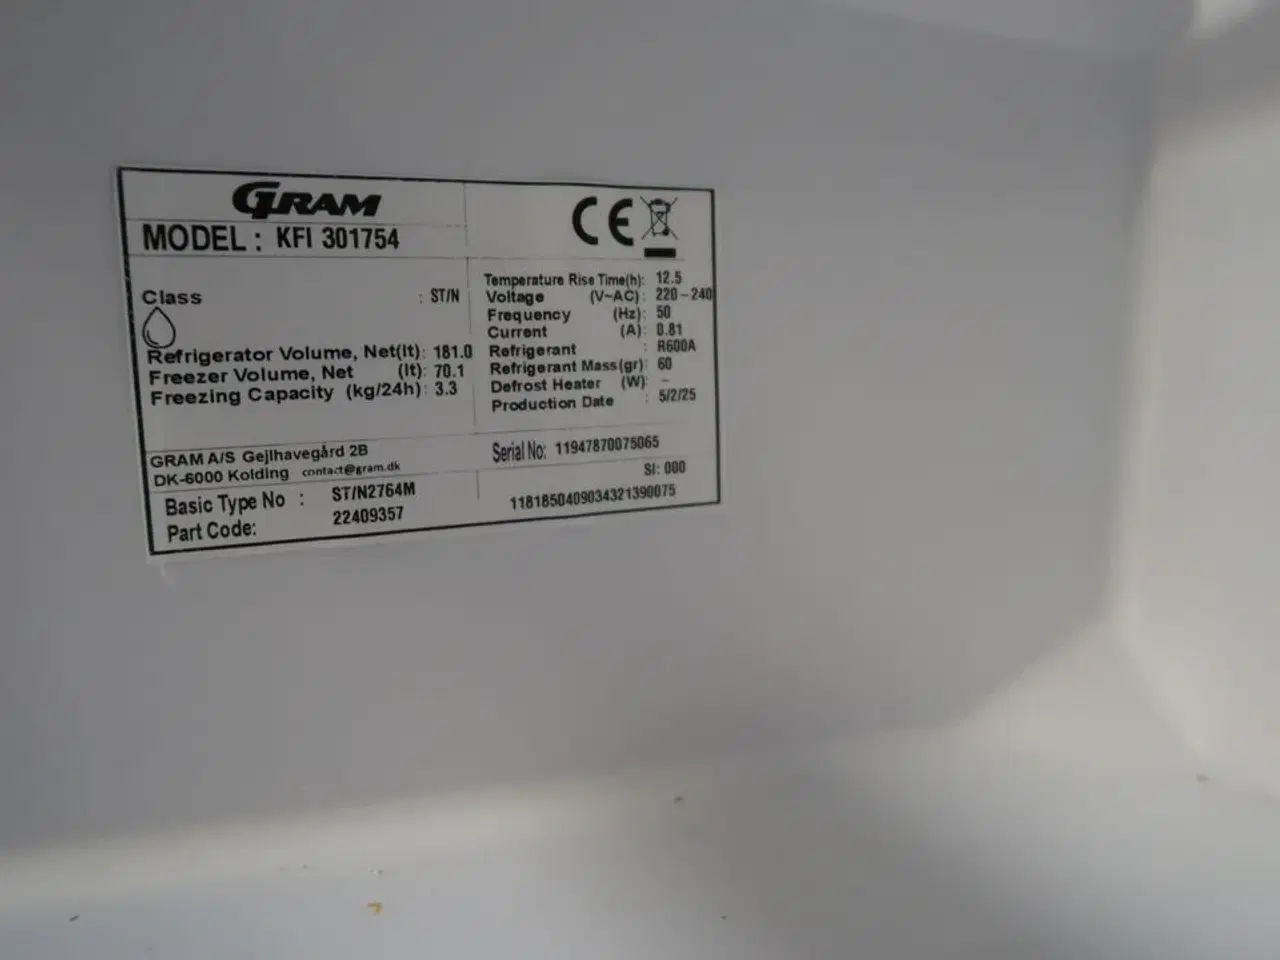 GRAM
MODEL : KFI 301754
CE
Class : ST/N
Refrigerator Volume, Net(lt): 181.0
Freezer Volume, Net (lt): 70.1
Freezing Capacity (kg/24h): 3.3
Temperature Rise Time(h): 12.5
Voltage (V~AC): 220-240
Frequency (Hz): 50
Current (A): 0.81
Refrigerant : R600A
Refrigerant Mass(gr): 60
Defrost Heater (W): -
Production Date : 5/2/25
GRAM A/S Gejlhavegård 2B
DK-6000 Kolding contact@gram.dk
Serial No: 11947870075065
SI: 000
Basic Type No : ST/N2764M
Part Code: 22409357
1181850409034321390075